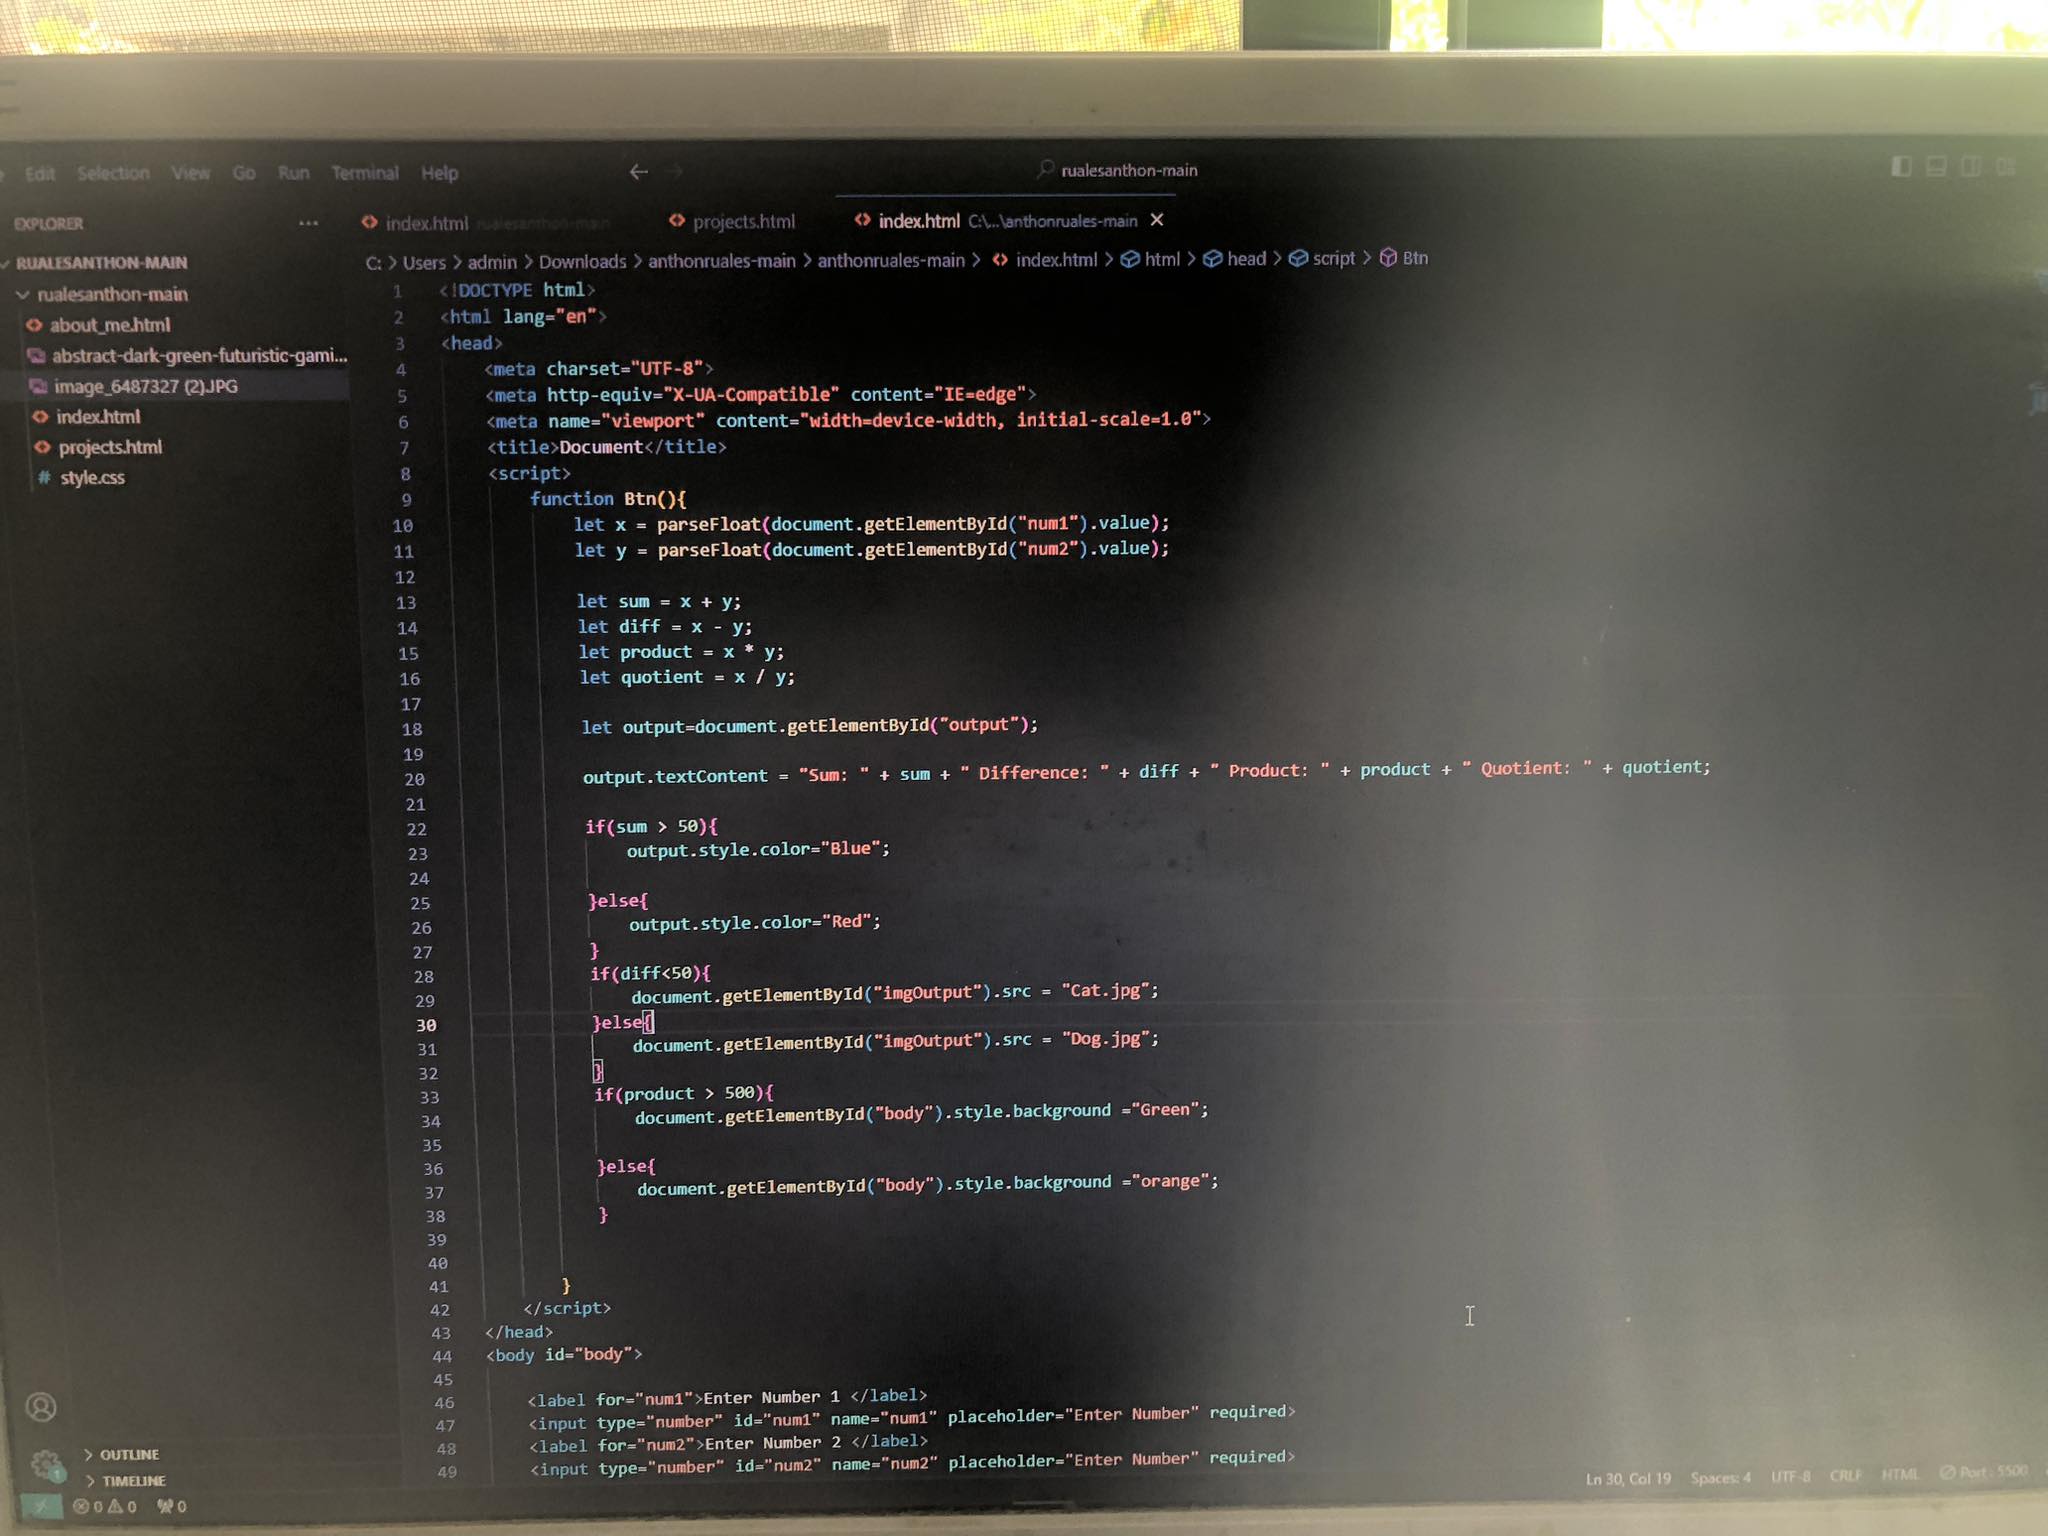 Edit Selection View Go Run Terminal Help
rualesanthon-main
EXPLORER
index.html rualesanthon-main
projects.html
index.html C:\...\anthonruales-main
RUALESANTHON-MAIN
rualesanthon-main
about_me.html
abstract-dark-green-futuristic-gami...
image_6487327 (2).JPG
index.html
projects.html
style.css
C: > Users > admin > Downloads > anthonruales-main > anthonruales-main > index.html > html > head > script > Btn
1 <!DOCTYPE html>
2 <html lang="en">
3 <head>
4 <meta charset="UTF-8">
5 <meta http-equiv="X-UA-Compatible" content="IE=edge">
6 <meta name="viewport" content="width=device-width, initial-scale=1.0">
7 <title>Document</title>
8 <script>
9 function Btn(){
10 let x = parseFloat(document.getElementById("num1").value);
11 let y = parseFloat(document.getElementById("num2").value);
12
13 let sum = x + y;
14 let diff = x - y;
15 let product = x * y;
16 let quotient = x / y;
17
18 let output=document.getElementById("output");
19
20 output.textContent = "Sum: " + sum + " Difference: " + diff + " Product: " + product + " Quotient: " + quotient;
21
22 if(sum > 50){
23 output.style.color="Blue";
24
25 }else{
26 output.style.color="Red";
27 }
28 if(diff<50){
29 document.getElementById("imgOutput").src = "Cat.jpg";
30 }else{
31 document.getElementById("imgOutput").src = "Dog.jpg";
32 }
33 if(product > 500){
34 document.getElementById("body").style.background ="Green";
35
36 }else{
37 document.getElementById("body").style.background ="orange";
38 }
39
40
41 }
42 </script>
43 </head>
44 <body id="body">
45
46 <label for="num1">Enter Number 1 </label>
47 <input type="number" id="num1" name="num1" placeholder="Enter Number" required>
48 <label for="num2">Enter Number 2 </label>
49 <input type="number" id="num2" name="num2" placeholder="Enter Number" required>
OUTLINE
TIMELINE
1
0 0 0
Ln 30, Col 19 Spaces: 4 UTF-8 CRLF HTML Port : 5500